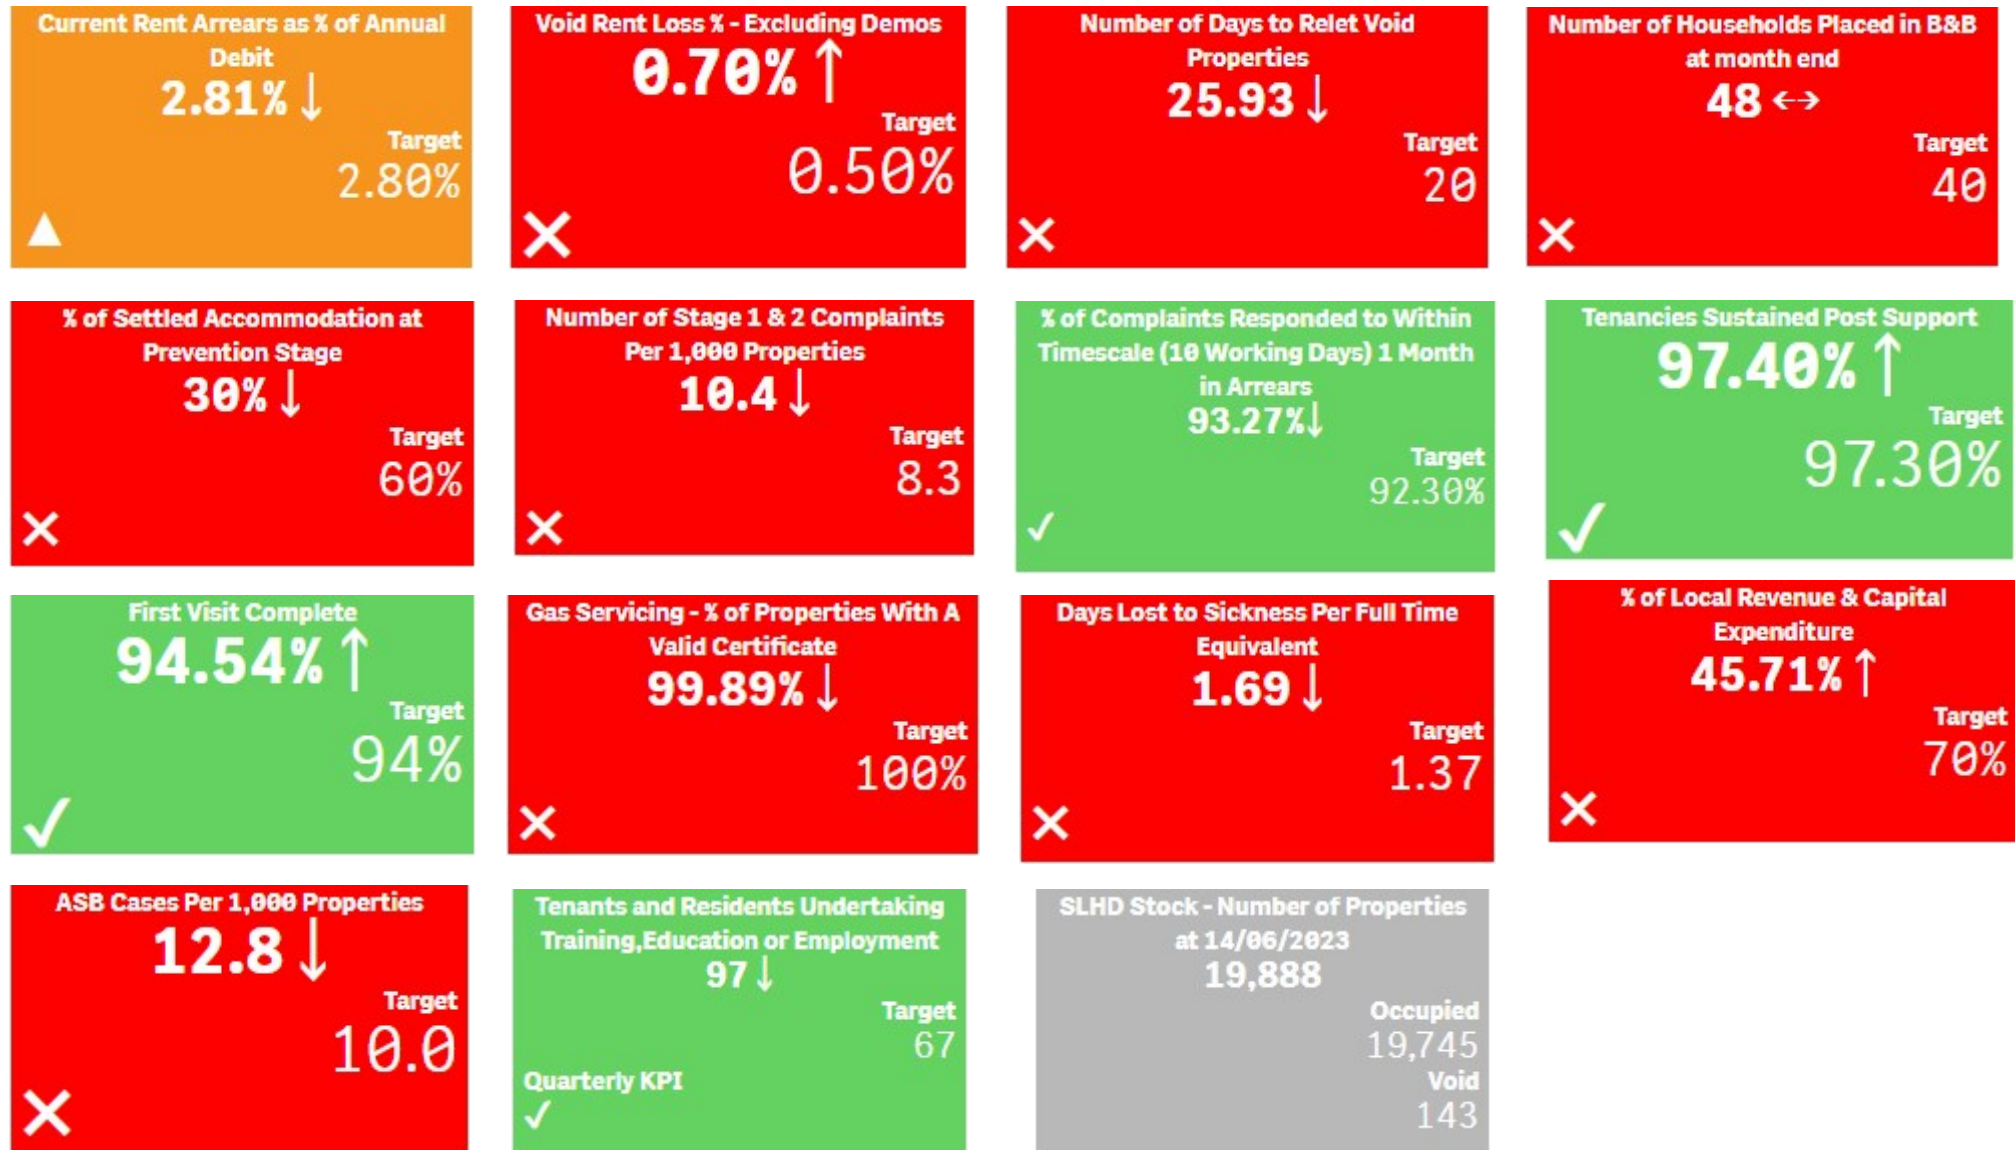 Current Rent Arrears as % of Annual
Debit
2.81% ↓
Target
2.80%
▲
Void Rent Loss % - Excluding Demos
0.70% ↑
Target
0.50%
✕
Number of Days to Relet Void
Properties
25.93 ↓
Target
20
✕
Number of Households Placed in B&B
at month end
48 ↔
Target
40
✕
% of Settled Accommodation at
Prevention Stage
30% ↓
Target
60%
✕
Number of Stage 1 & 2 Complaints
Per 1,000 Properties
10.4 ↓
Target
8.3
✕
% of Complaints Responded to Within
Timescale (10 Working Days) 1 Month
in Arrears
93.27%↓
Target
92.30%
✓
Tenancies Sustained Post Support
97.40% ↑
Target
97.30%
✓
First Visit Complete
94.54% ↑
Target
94%
✓
Gas Servicing - % of Properties With A
Valid Certificate
99.89% ↓
Target
100%
✕
Days Lost to Sickness Per Full Time
Equivalent
1.69 ↓
Target
1.37
✕
% of Local Revenue & Capital
Expenditure
45.71% ↑
Target
70%
✕
ASB Cases Per 1,000 Properties
12.8 ↓
Target
10.0
✕
Tenants and Residents Undertaking
Training,Education or Employment
97 ↓
Target
67
Quarterly KPI
✓
SLHD Stock - Number of Properties
at 14/06/2023
19,888
Occupied
19,745
Void
143